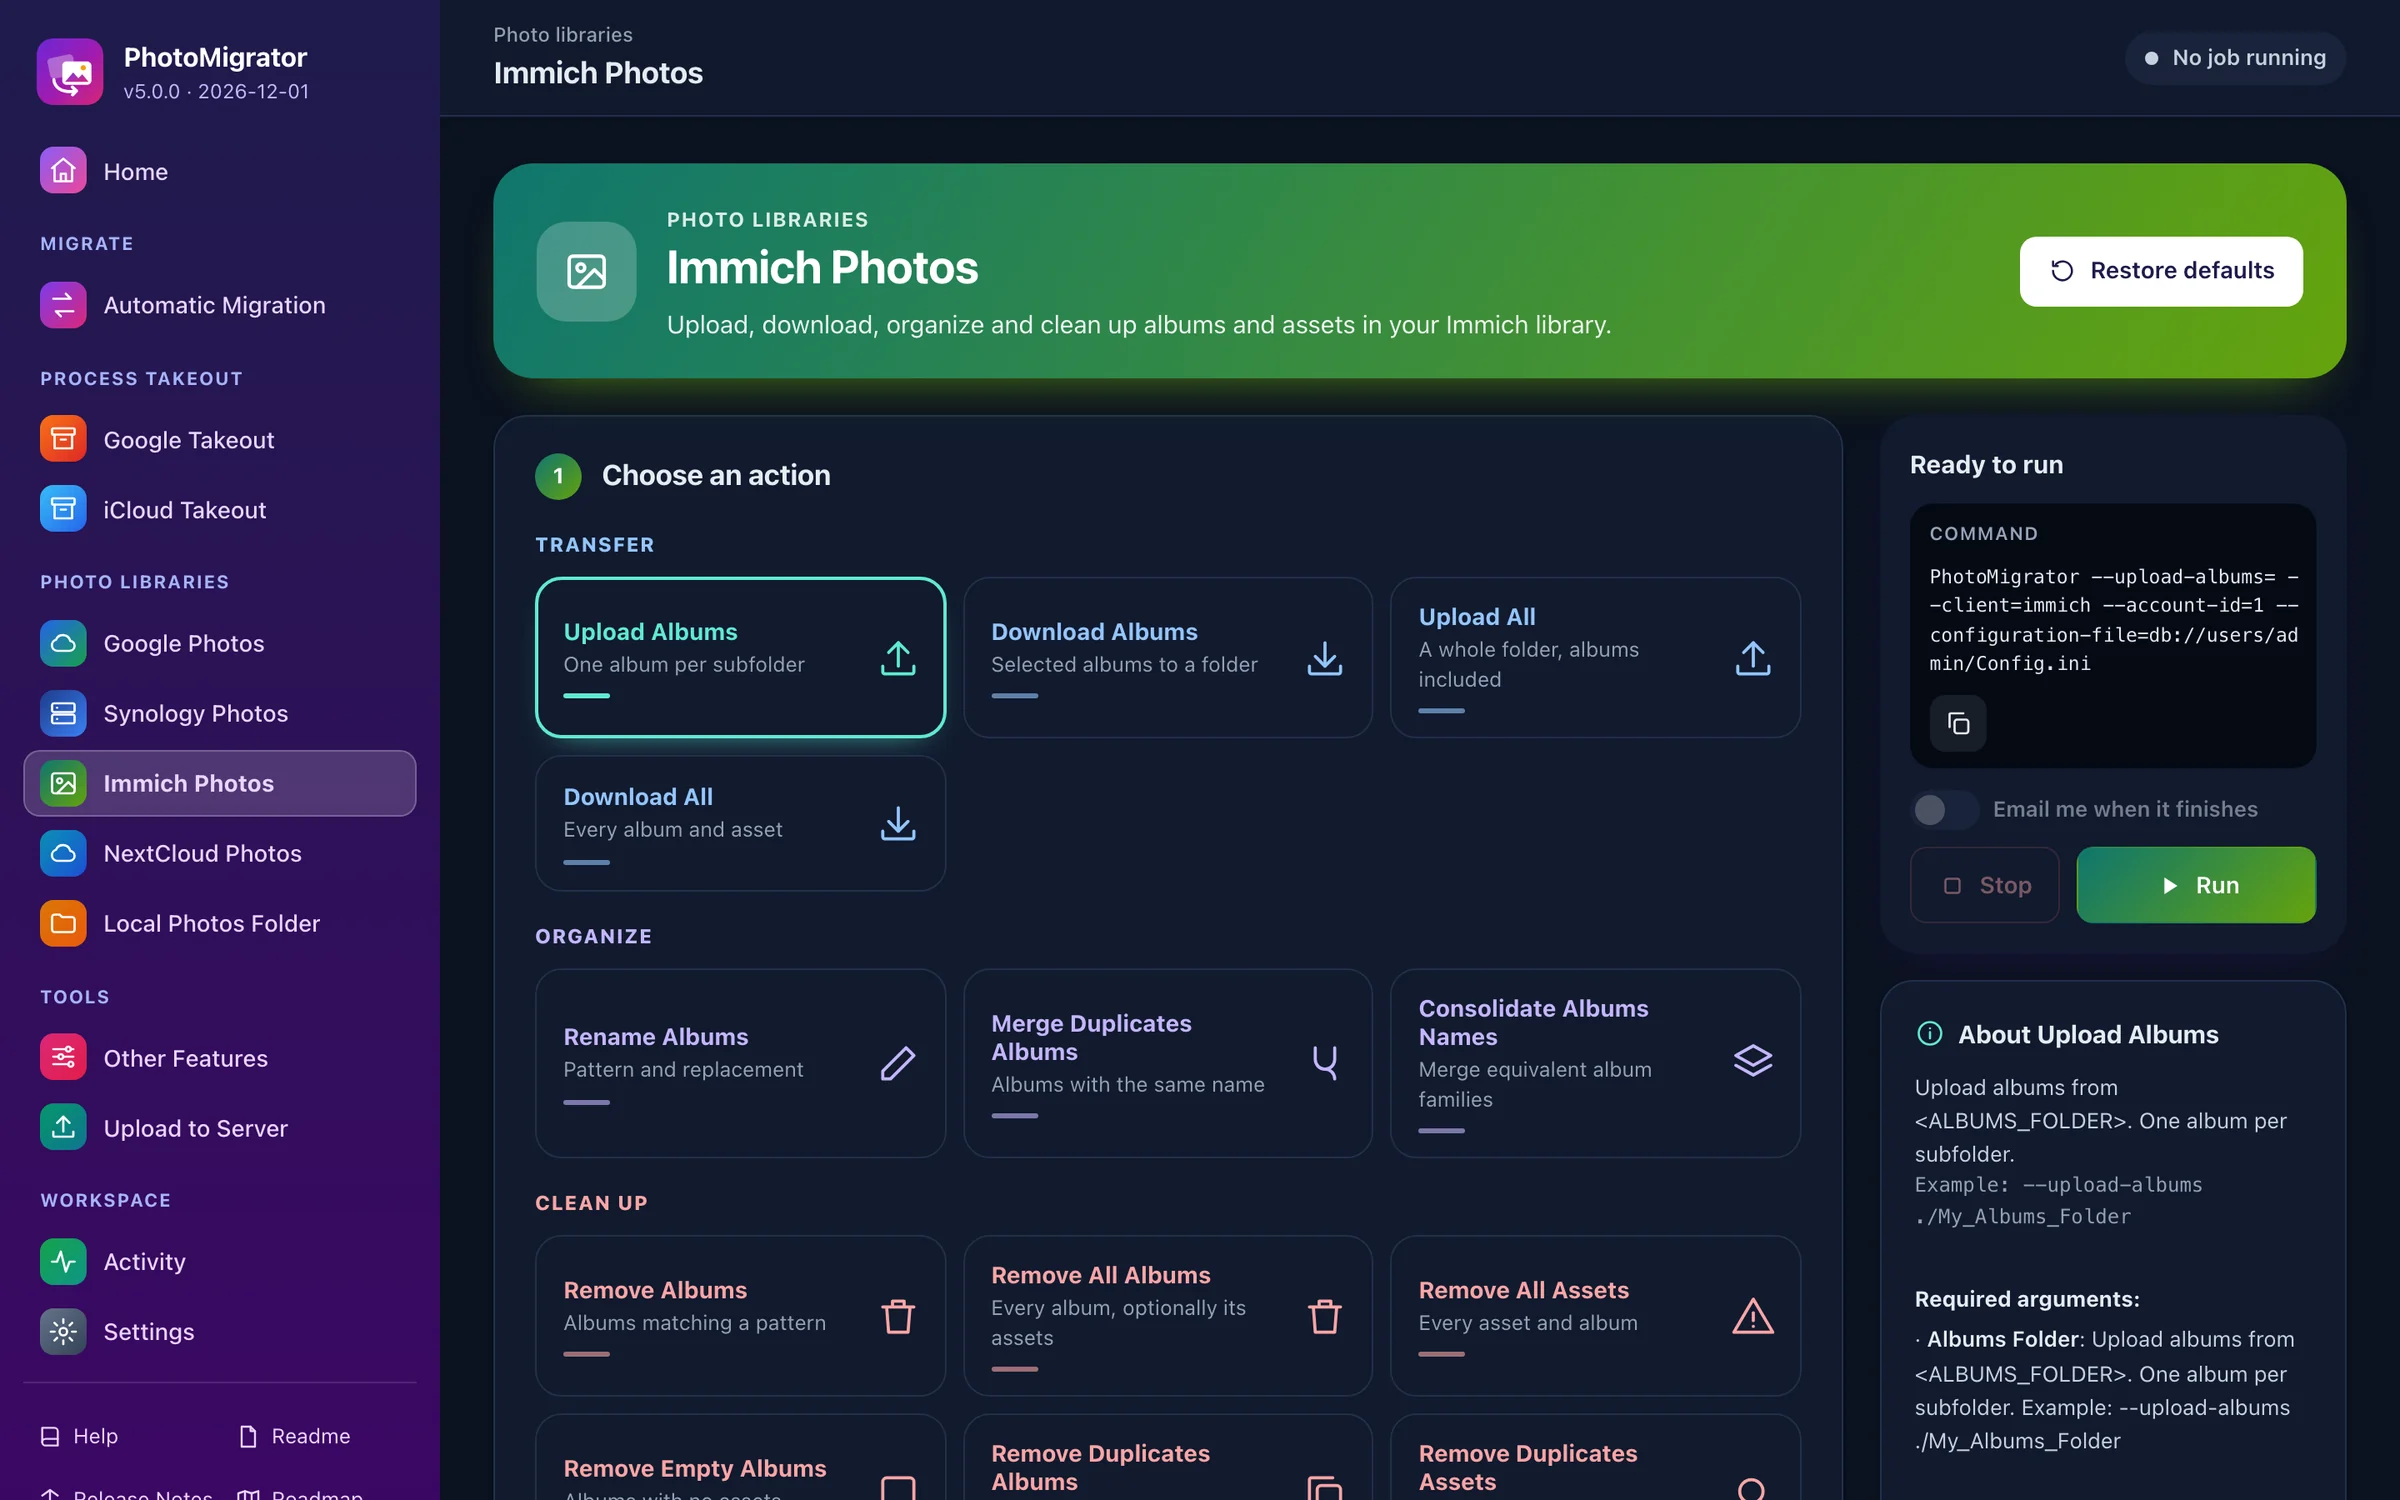 PhotoMigrator
v5.0.0 · 2026-12-01
Home
MIGRATE
Automatic Migration
PROCESS TAKEOUT
Google Takeout
iCloud Takeout
PHOTO LIBRARIES
Google Photos
Synology Photos
Immich Photos
NextCloud Photos
Local Photos Folder
TOOLS
Other Features
Upload to Server
WORKSPACE
Activity
Settings
Help
Readme
Release Notes
Roadmap
Photo libraries
Immich Photos
No job running
PHOTO LIBRARIES
Immich Photos
Upload, download, organize and clean up albums and assets in your Immich library.
Restore defaults
1
Choose an action
TRANSFER
Upload Albums
One album per subfolder
Download Albums
Selected albums to a folder
Upload All
A whole folder, albums
included
Download All
Every album and asset
ORGANIZE
Rename Albums
Pattern and replacement
Merge Duplicates
Albums
Albums with the same name
Consolidate Albums
Names
Merge equivalent album
families
CLEAN UP
Remove Albums
Albums matching a pattern
Remove All Albums
Every album, optionally its
assets
Remove All Assets
Every asset and album
Remove Empty Albums
Albums with no assets
Remove Duplicates
Albums
Remove Duplicates
Assets
Ready to run
COMMAND
PhotoMigrator --upload-albums= -
-client=immich --account-id=1 --
configuration-file=db://users/ad
min/Config.ini
Email me when it finishes
Stop
Run
About Upload Albums
Upload albums from
<ALBUMS_FOLDER>. One album per
subfolder.
Example: --upload-albums
./My_Albums_Folder
Required arguments:
· Albums Folder: Upload albums from
<ALBUMS_FOLDER>. One album per
subfolder. Example: --upload-albums
./My_Albums_Folder